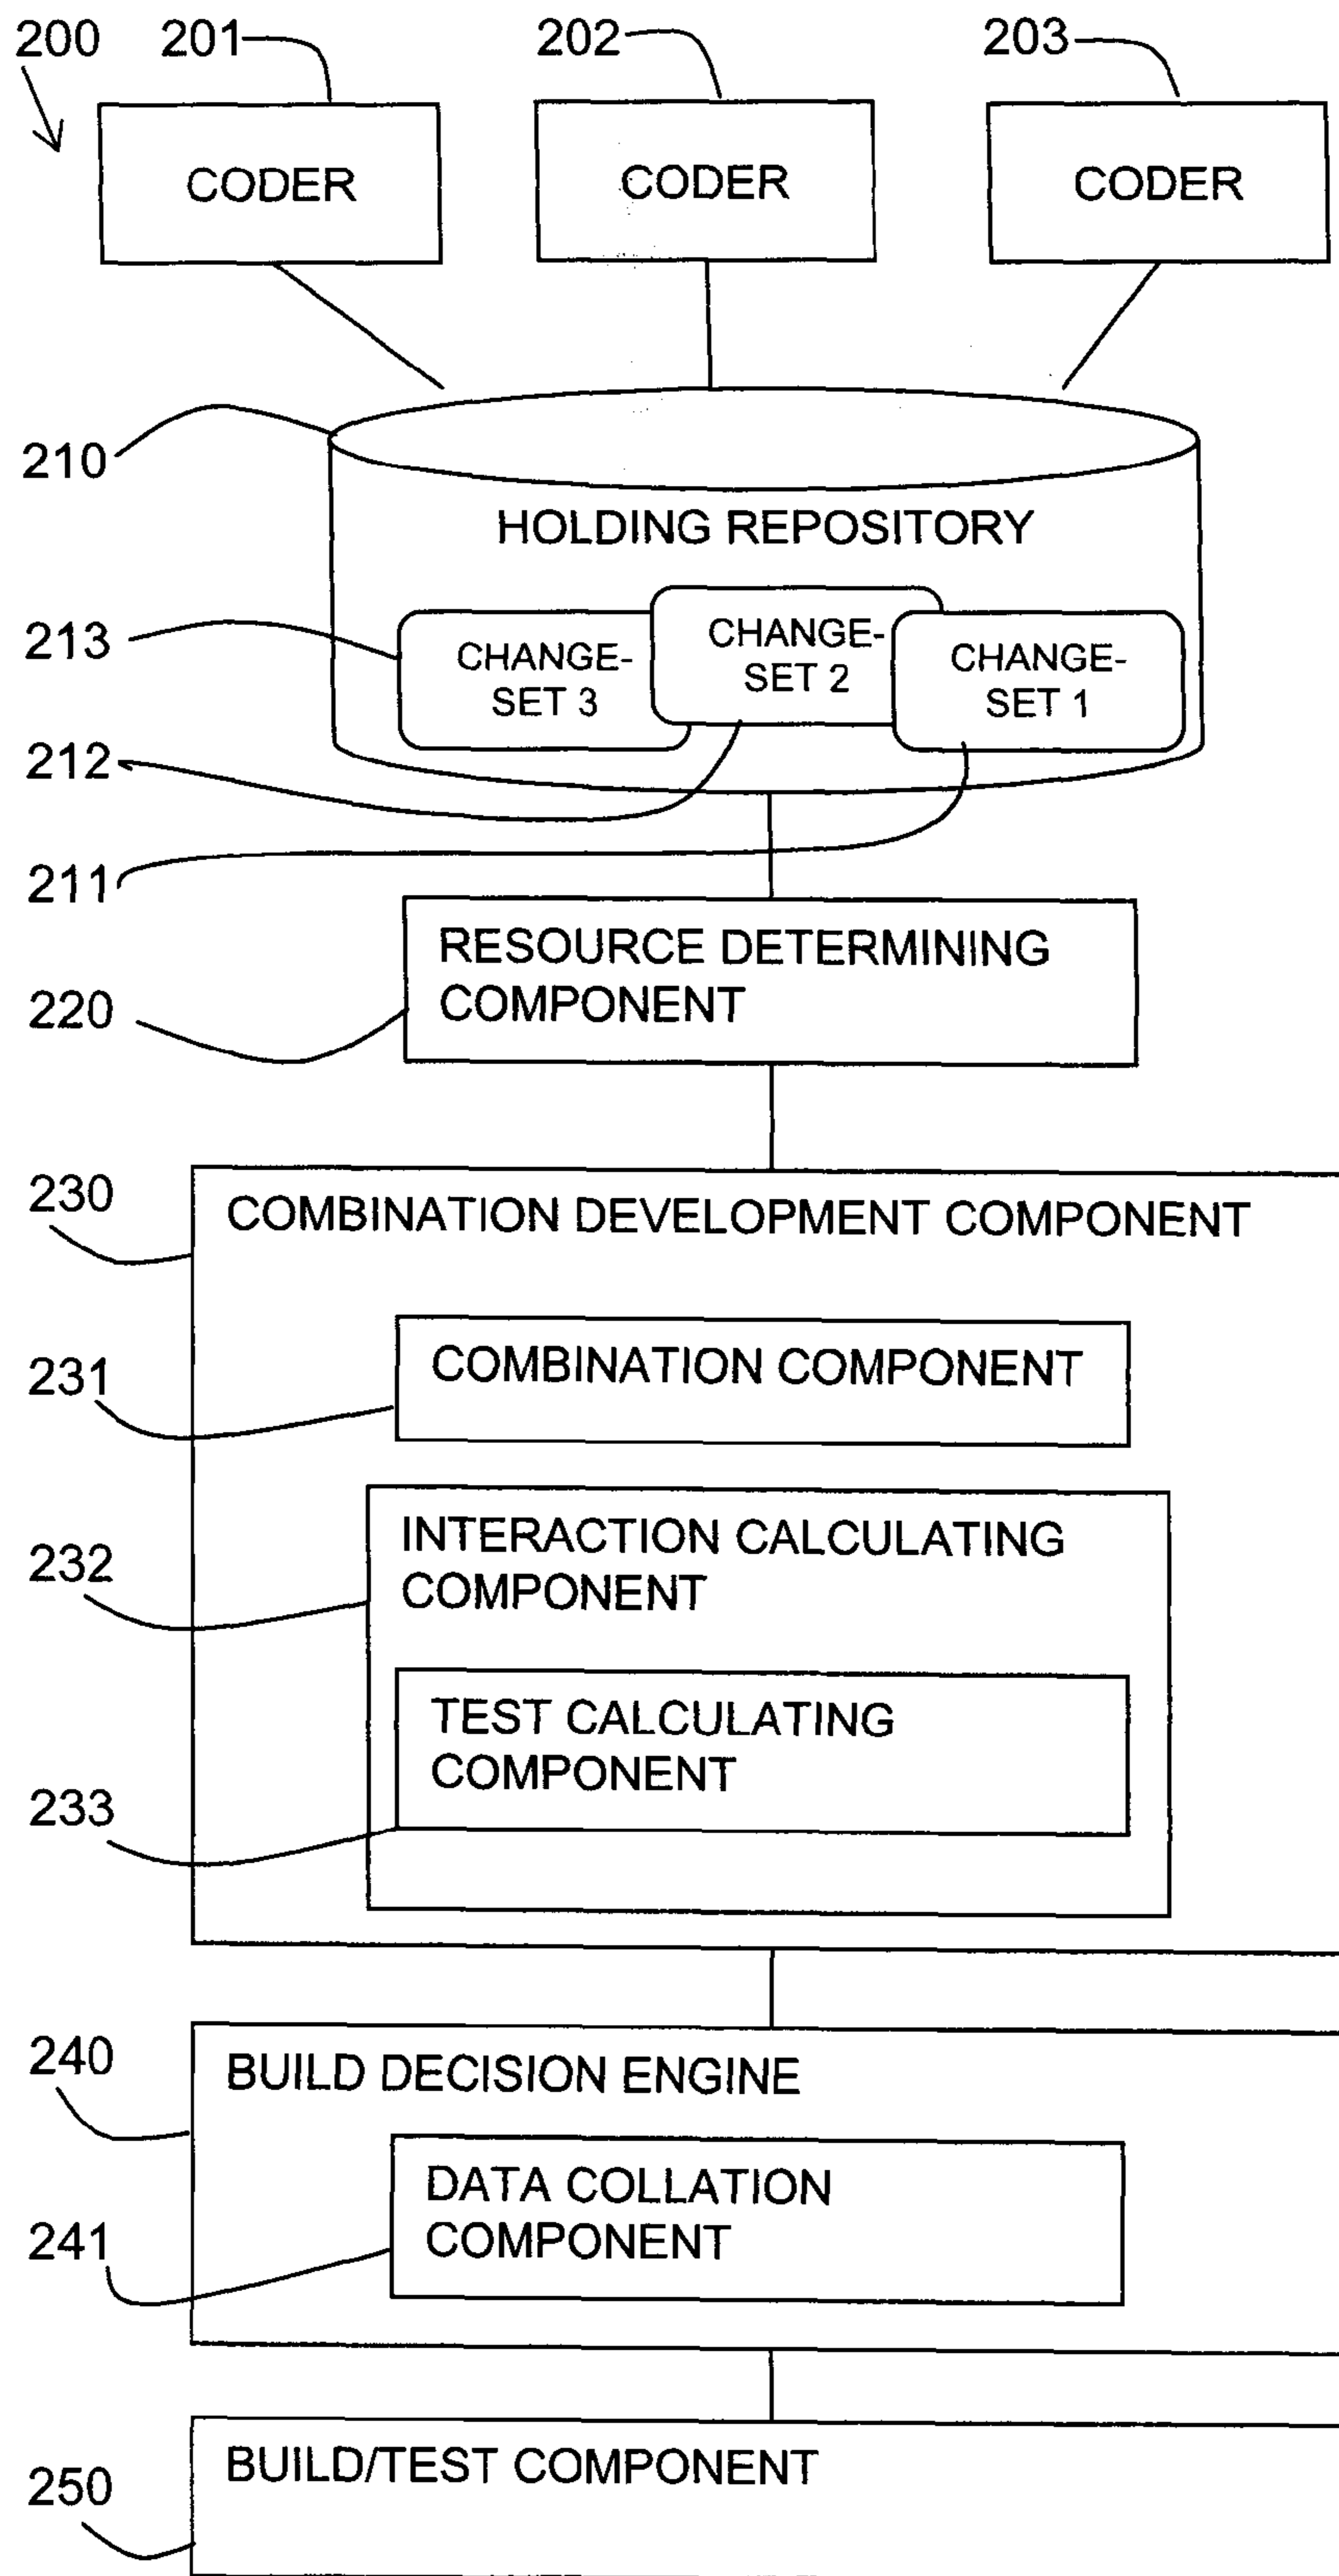 200
201
202
203
CODER
CODER
CODER
210
HOLDING REPOSITORY
213
CHANGE-
SET 3
CHANGE-
SET 2
CHANGE-
SET 1
212
211
RESOURCE DETERMINING
COMPONENT
220
230
COMBINATION DEVELOPMENT COMPONENT
231
COMBINATION COMPONENT
232
INTERACTION CALCULATING
COMPONENT
TEST CALCULATING
COMPONENT
233
240
BUILD DECISION ENGINE
DATA COLLATION
COMPONENT
241
BUILD/TEST COMPONENT
250